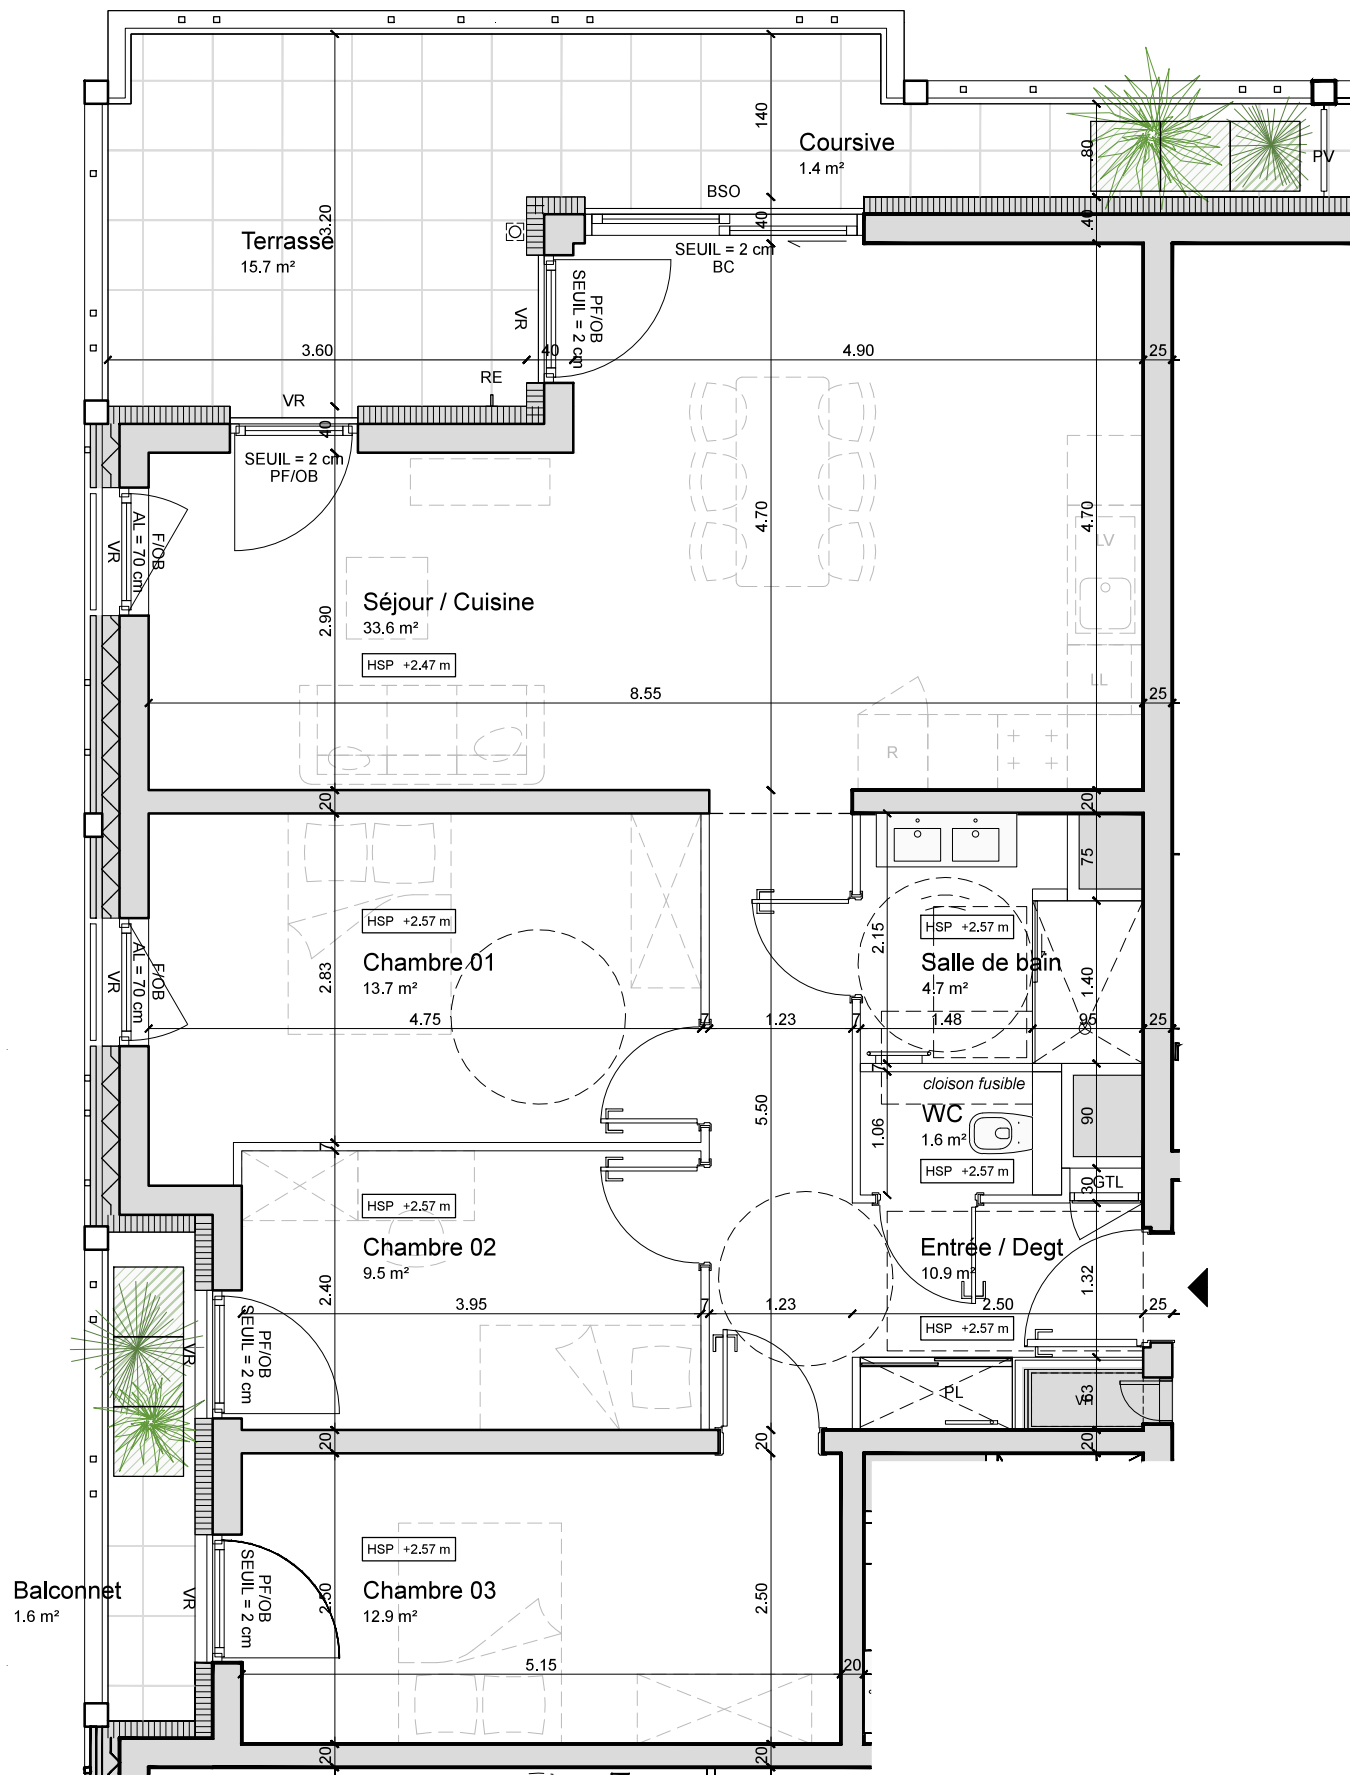 140
Coursive
1.4 m²
.80
PV
BSO
40
.40
3.20
Terrasse
15.7 m²
SEUIL = 2 cm
BC
PF/OB
SEUIL = 2 cm
VR
3.60
40
4.90
25
RE
VR
40
SEUIL = 2 cm
PF/OB
F/OB
AL = 70 cm
VR
4.70
4.70
LV
Séjour / Cuisine
33.6 m²
2.90
HSP +2.47 m
LL
8.55
25
R
20
20
75
HSP +2.57 m
HSP +2.57 m
2.15
Chambre 01
13.7 m²
2.83
Salle de bain
4.7 m²
1.40
F/OB
AL = 70 cm
VR
4.75
7
1.23
7
1.48
95
25
7
cloison fusible
WC
1.6 m²
5.50
1.06
90
7
HSP +2.57 m
30
GTL
HSP +2.57 m
Chambre 02
9.5 m²
2.40
Entrée / Degt
10.9 m²
1.32
3.95
7
1.23
2.50
25
HSP +2.57 m
PF/OB
SEUIL = 2 cm
VR
PL
63
20
20
20
HSP +2.57 m
Balconnet
1.6 m²
VR
PF/OB
SEUIL = 2 cm
2.50
Chambre 03
12.9 m²
2.50
5.15
20
20
20